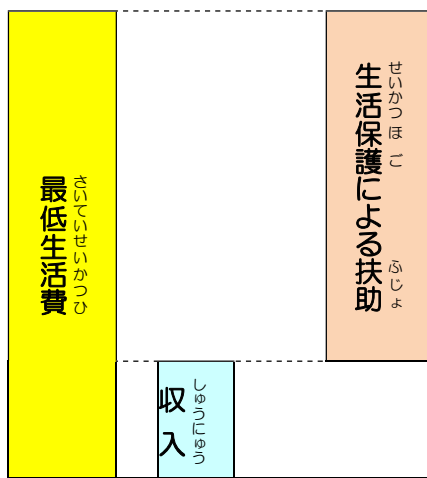 さいていせいかつひ
最低生活費
しゅうにゅう
収入
せいかつほご ふじょ
生活保護による扶助